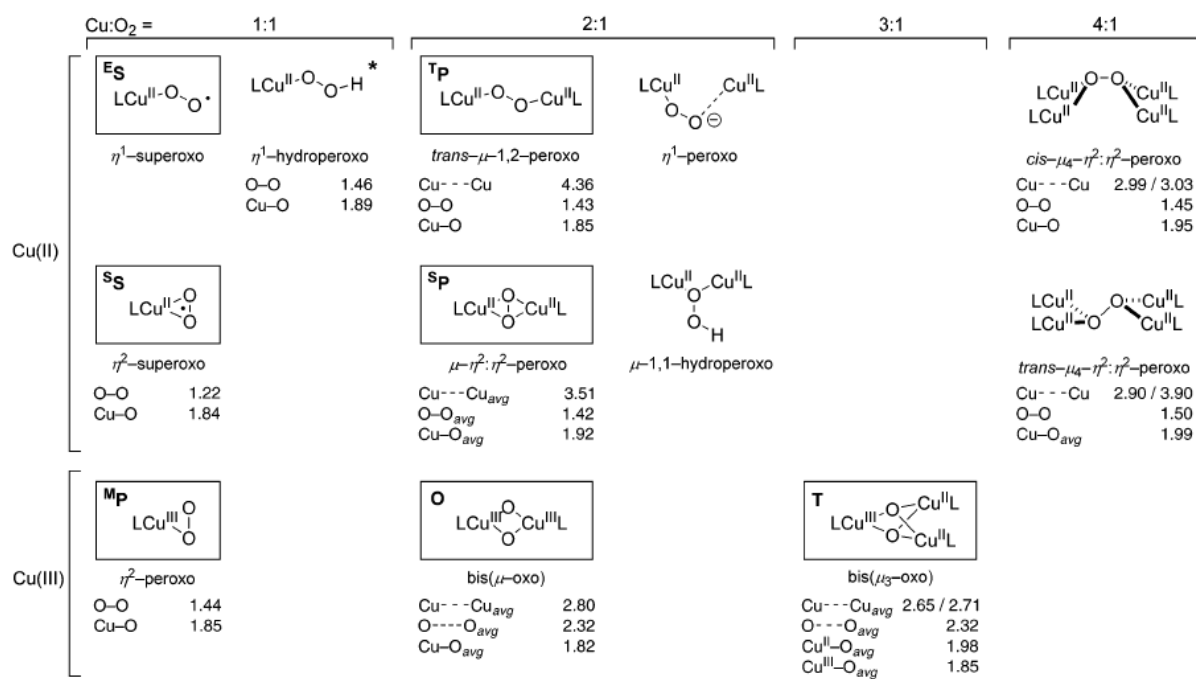 Cu:O₂ = 1:1 2:1 3:1 4:1
Cu(II)
ᴱS
LCuᴵᴵ O O •
η¹–superoxo
LCuᴵᴵ O O H *
η¹–hydroperoxo
O–O 1.46
Cu–O 1.89
ᵀP
LCuᴵᴵ O O CuᴵᴵL
trans–μ–1,2–peroxo
Cu---Cu 4.36
O–O 1.43
Cu–O 1.85
LCuᴵᴵ CuᴵᴵL
O O ⊖
η¹–peroxo
LCuᴵᴵ O O CuᴵᴵL
LCuᴵᴵ CuᴵᴵL
cis–μ₄–η²:η²–peroxo
Cu---Cu 2.99 / 3.03
O–O 1.45
Cu–O 1.95
ˢS
O
LCuᴵᴵ •
O
η²–superoxo
O–O 1.22
Cu–O 1.84
ˢP
O
LCuᴵᴵ CuᴵᴵL
O
μ–η²:η²–peroxo
Cu---Cuavg 3.51
O–Oavg 1.42
Cu–Oavg 1.92
LCuᴵᴵ CuᴵᴵL
O
O H
μ–1,1–hydroperoxo
LCuᴵᴵ O CuᴵᴵL
LCuᴵᴵ O CuᴵᴵL
trans–μ₄–η²:η²–peroxo
Cu---Cu 2.90 / 3.90
O–O 1.50
Cu–Oavg 1.99
Cu(III)
ᴹP
O
LCuᴵᴵᴵ
O
η²–peroxo
O–O 1.44
Cu–O 1.85
O
O
LCuᴵᴵᴵ CuᴵᴵᴵL
O
bis(μ–oxo)
Cu---Cuavg 2.80
O---Oavg 2.32
Cu–Oavg 1.82
T
O CuᴵᴵL
LCuᴵᴵᴵ
O CuᴵᴵL
bis(μ₃–oxo)
Cu---Cuavg 2.65 / 2.71
O---Oavg 2.32
Cuᴵᴵ–Oavg 1.98
Cuᴵᴵᴵ–Oavg 1.85